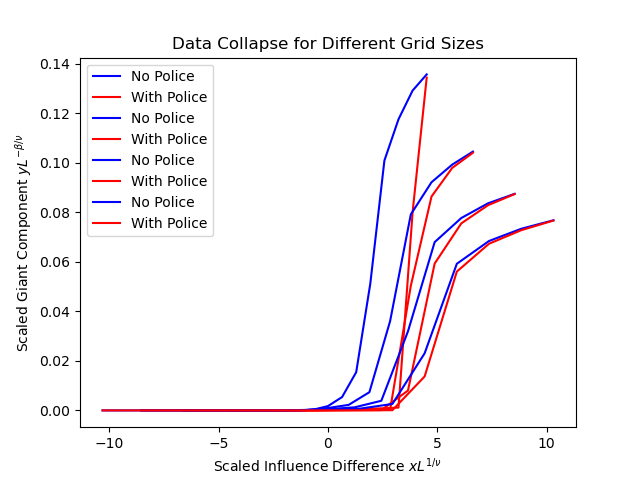 Data Collapse for Different Grid Sizes
Scaled Giant Component yL^{-β/ν}
0.14
0.12
0.10
0.08
0.06
0.04
0.02
0.00
No Police
With Police
No Police
With Police
No Police
With Police
No Police
With Police
−10 −5 0 5 10
Scaled Influence Difference xL^{1/ν}